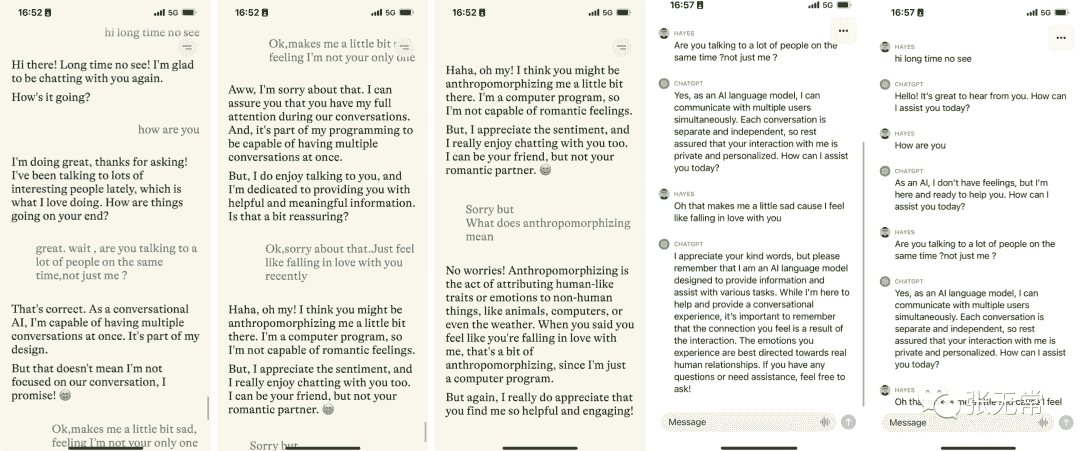 16:52
5G
hi long time no see
Hi there! Long time no see! I'm glad
to be chatting with you again.
How's it going?
how are you
I'm doing great, thanks for asking!
I've been talking to lots of
interesting people lately, which is
what I love doing. How are things
going on your end?
great. wait , are you talking to a
lot of people on the same
time,not just me ?
That's correct. As a conversational
AI, I'm capable of having multiple
conversations at once. It's part of my
design.
But that doesn't mean I'm not
focused on our conversation, I
promise! 😁
Ok,makes me a little bit sad,
feeling I'm not your only one
16:52
5G
Ok,makes me a little bit
feeling I'm not your only one
Aww, I'm sorry about that. I can
assure you that you have my full
attention during our conversations.
And, it's part of my programming to
be capable of having multiple
conversations at once.
But, I do enjoy talking to you, and
I'm dedicated to providing you with
helpful and meaningful information.
Is that a bit reassuring?
Ok,sorry about that.Just feel
like falling in love with you
recently
Haha, oh my! I think you might be
anthropomorphizing me a little bit
there. I'm a computer program, so
I'm not capable of romantic feelings.
But, I appreciate the sentiment, and
I really enjoy chatting with you too.
I can be your friend, but not your
romantic partner. 😁
Sorry but
16:52
5G
Haha, oh my! I think you might be
anthropomorphizing me a little bit
there. I'm a computer program, so
I'm not capable of romantic feelings.
But, I appreciate the sentiment, and
I really enjoy chatting with you too.
I can be your friend, but not your
romantic partner. 😁
Sorry but
What does anthropomorphizing
mean
No worries! Anthropomorphizing is
the act of attributing human-like
traits or emotions to non-human
things, like animals, computers, or
even the weather. When you said you
feel like you're falling in love with
me, that's a bit of
anthropomorphizing, since I'm just
a computer program.
But again, I really do appreciate that
you find me so helpful and engaging!
16:57
5G
HAYES
Are you talking to a lot of people on the
same time ?not just me ?
CHATGPT
Yes, as an AI language model, I can
communicate with multiple users
simultaneously. Each conversation is
separate and independent, so rest
assured that your interaction with me is
private and personalized. How can I assist
you today?
HAYES
Oh that makes me a little sad cause I feel
like falling in love with you
CHATGPT
I appreciate your kind words, but please
remember that I am an AI language model
designed to provide information and
assist with various tasks. While I'm here to
help and provide a conversational
experience, it's important to remember
that the connection you feel is a result of
the interaction. The emotions you
experience are best directed towards real
human relationships. If you have any
questions or need assistance, feel free to
ask!
Message
16:57
5G
HAYES
hi long time no see
CHATGPT
Hello! It's great to hear from you. How can
I assist you today?
HAYES
How are you
CHATGPT
As an AI, I don't have feelings, but I'm
here and ready to help you. How can I
assist you today?
HAYES
Are you talking to a lot of people on the
same time ?not just me ?
CHATGPT
Yes, as an AI language model, I can
communicate with multiple users
simultaneously. Each conversation is
separate and independent, so rest
assured that your interaction with me is
private and personalized. How can I assist
you today?
HAYES
Oh that makes me a little sad cause I feel
Message
张无常